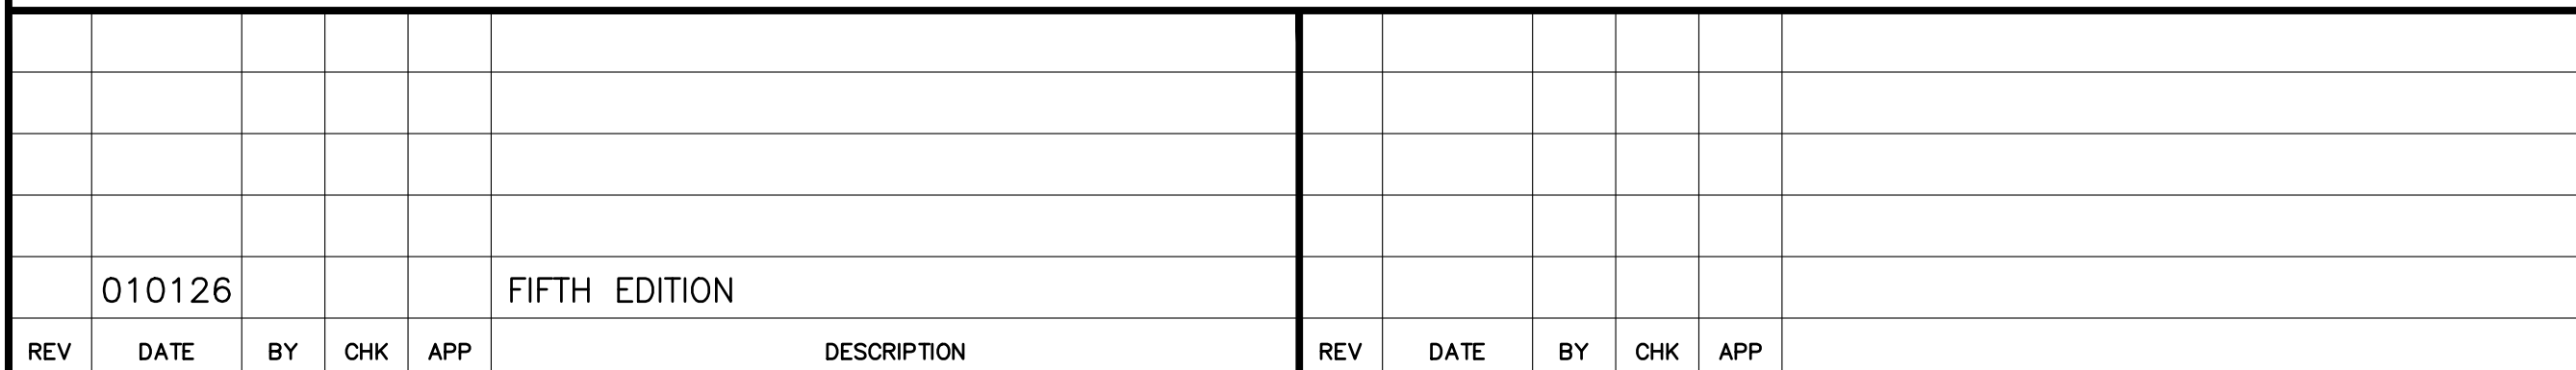 010126 FIFTH EDITION
REV DATE BY CHK APP DESCRIPTION REV DATE BY CHK APP